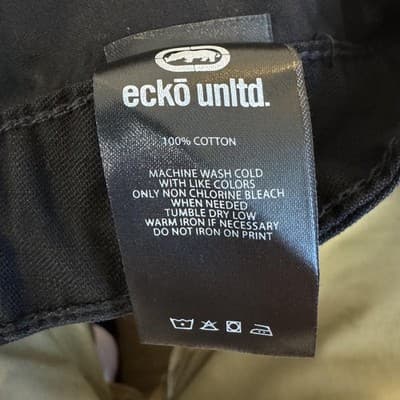 eckō unltd.
100% COTTON
MACHINE WASH COLD
WITH LIKE COLORS
ONLY NON CHLORINE BLEACH
WHEN NEEDED
TUMBLE DRY LOW
WARM IRON IF NECESSARY
DO NOT IRON ON PRINT